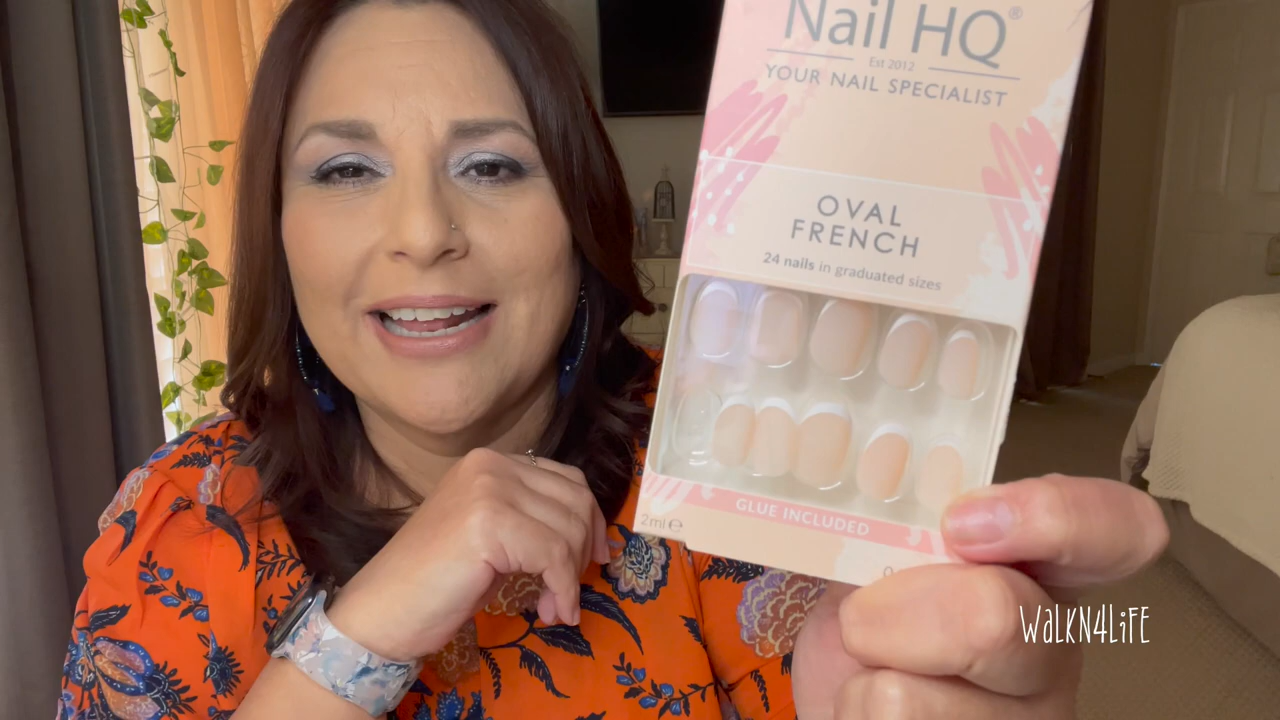 Nail HQ®
Est 2012
YOUR NAIL SPECIALIST
OVAL
FRENCH
24 nails in graduated sizes
GLUE INCLUDED
2ml ℮
WALKN4LiFE